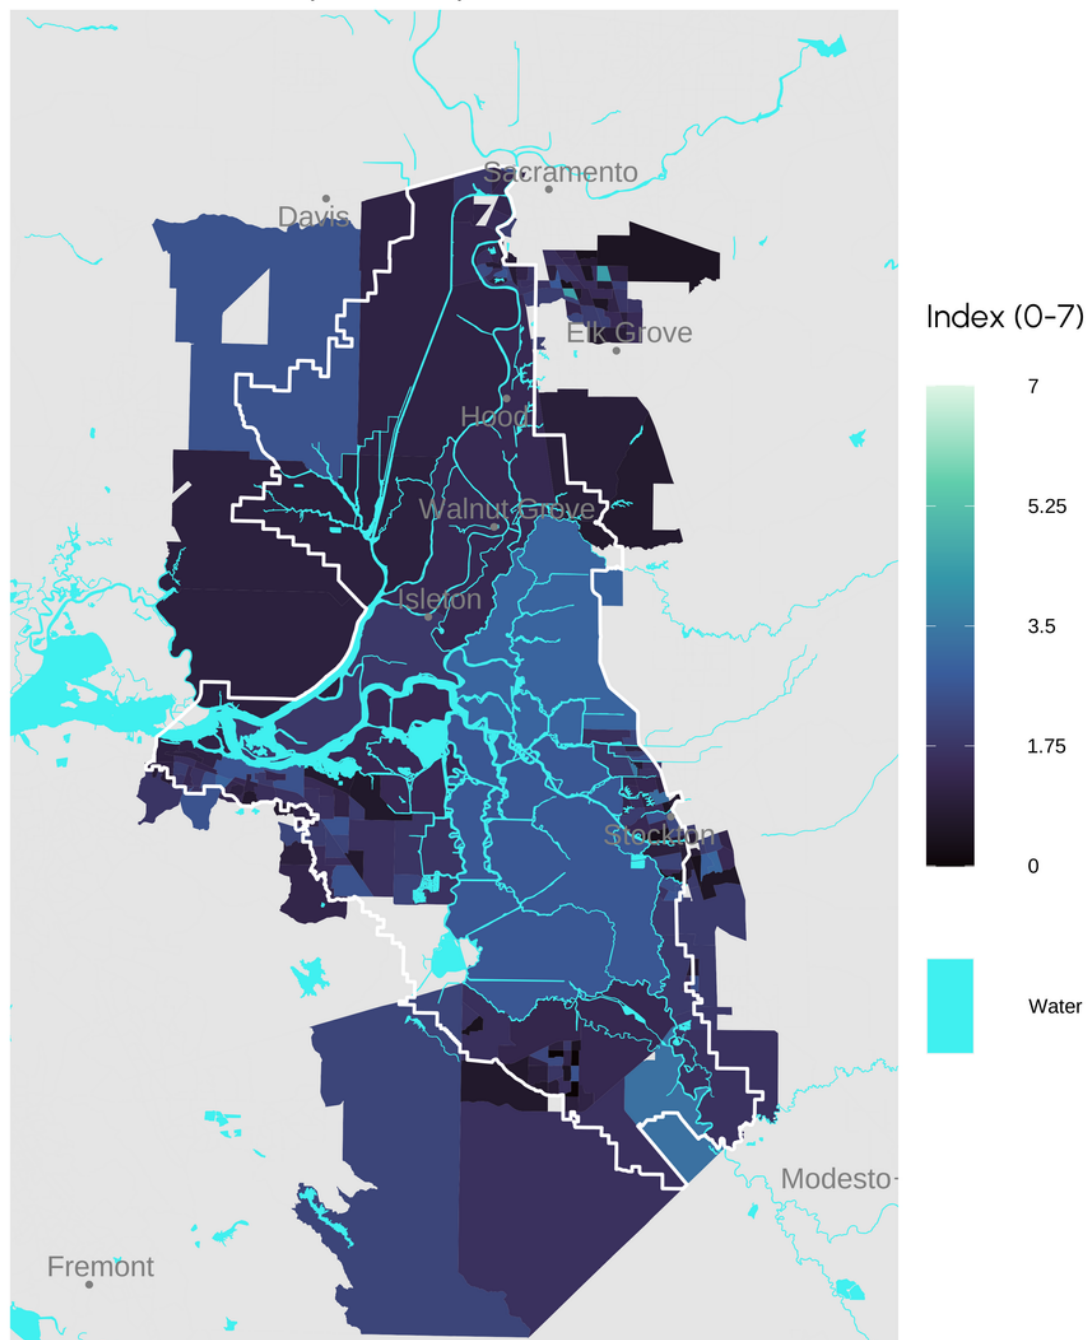 Sacramento
Davis
Elk Grove
Hood
Walnut Grove
Isleton
Stockton
Modesto
Fremont
Index (0-7)
7
5.25
3.5
1.75
0
Water